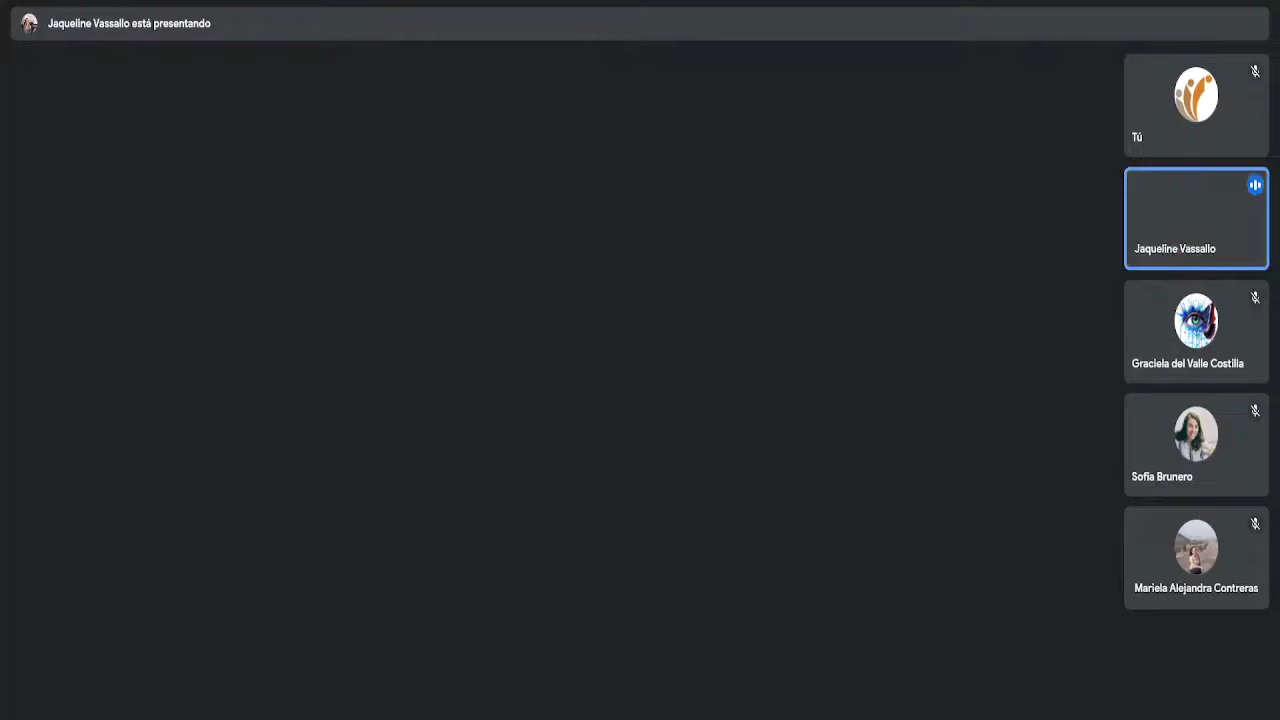 Jaqueline Vassallo está presentando
Tú
Jaqueline Vassallo
Graciela del Valle Costilla
Sofia Brunero
Mariela Alejandra Contreras